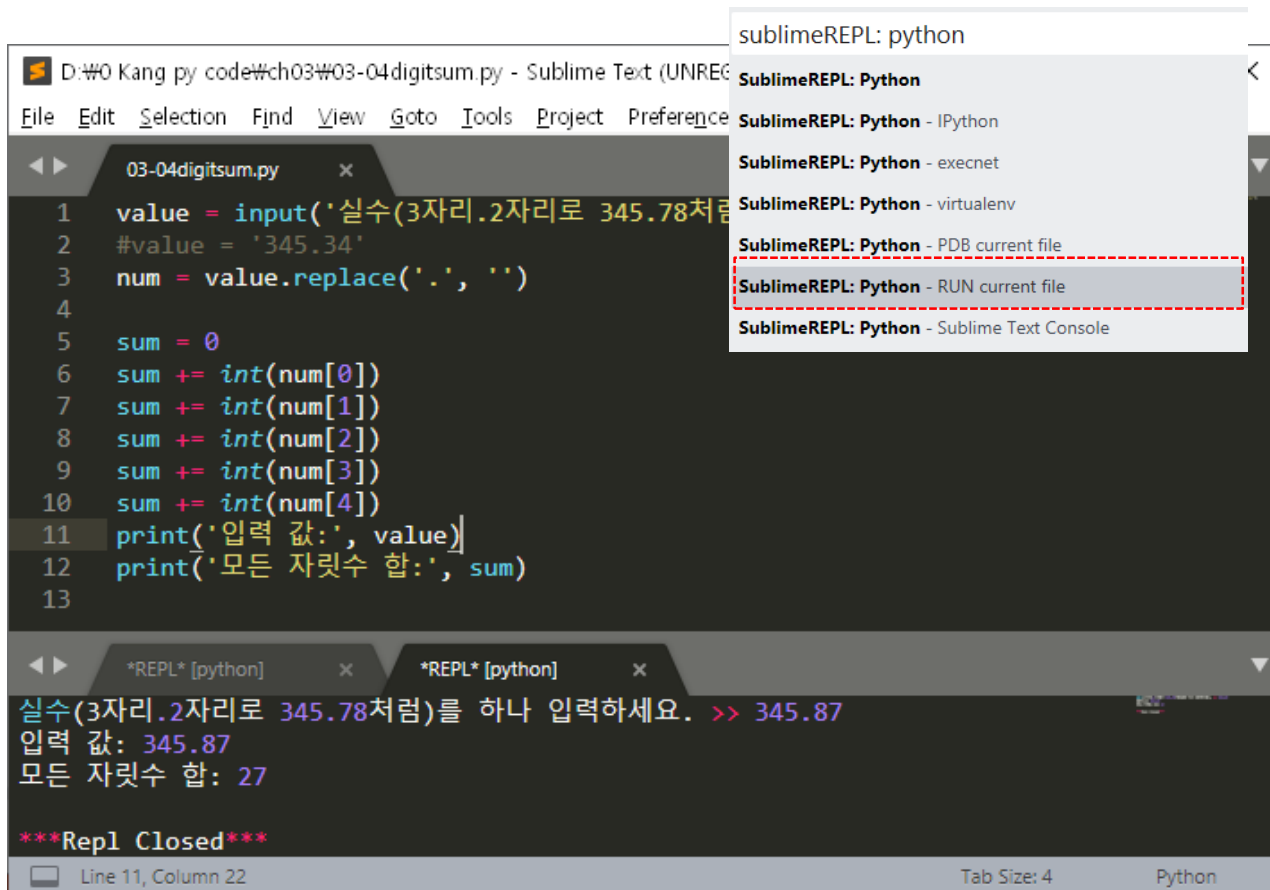 sublimeREPL: python
SublimeREPL: Python
SublimeREPL: Python - IPython
SublimeREPL: Python - execnet
SublimeREPL: Python - virtualenv
SublimeREPL: Python - PDB current file
SublimeREPL: Python - RUN current file
SublimeREPL: Python - Sublime Text Console
D:₩0 Kang py code₩ch03₩03-04digitsum.py - Sublime Text (UNREG
File Edit Selection Find View Goto Tools Project Preference
03-04digitsum.py
1 value = input('실수(3자리.2자리로 345.78처럼
2 #value = '345.34'
3 num = value.replace('.', '')
4
5 sum = 0
6 sum += int(num[0])
7 sum += int(num[1])
8 sum += int(num[2])
9 sum += int(num[3])
10 sum += int(num[4])
11 print('입력 값:', value)
12 print('모든 자릿수 합:', sum)
13
*REPL* [python] *REPL* [python]
실수(3자리.2자리로 345.78처럼)를 하나 입력하세요. >> 345.87
입력 값: 345.87
모든 자릿수 합: 27
***Repl Closed***
Line 11, Column 22 Tab Size: 4 Python